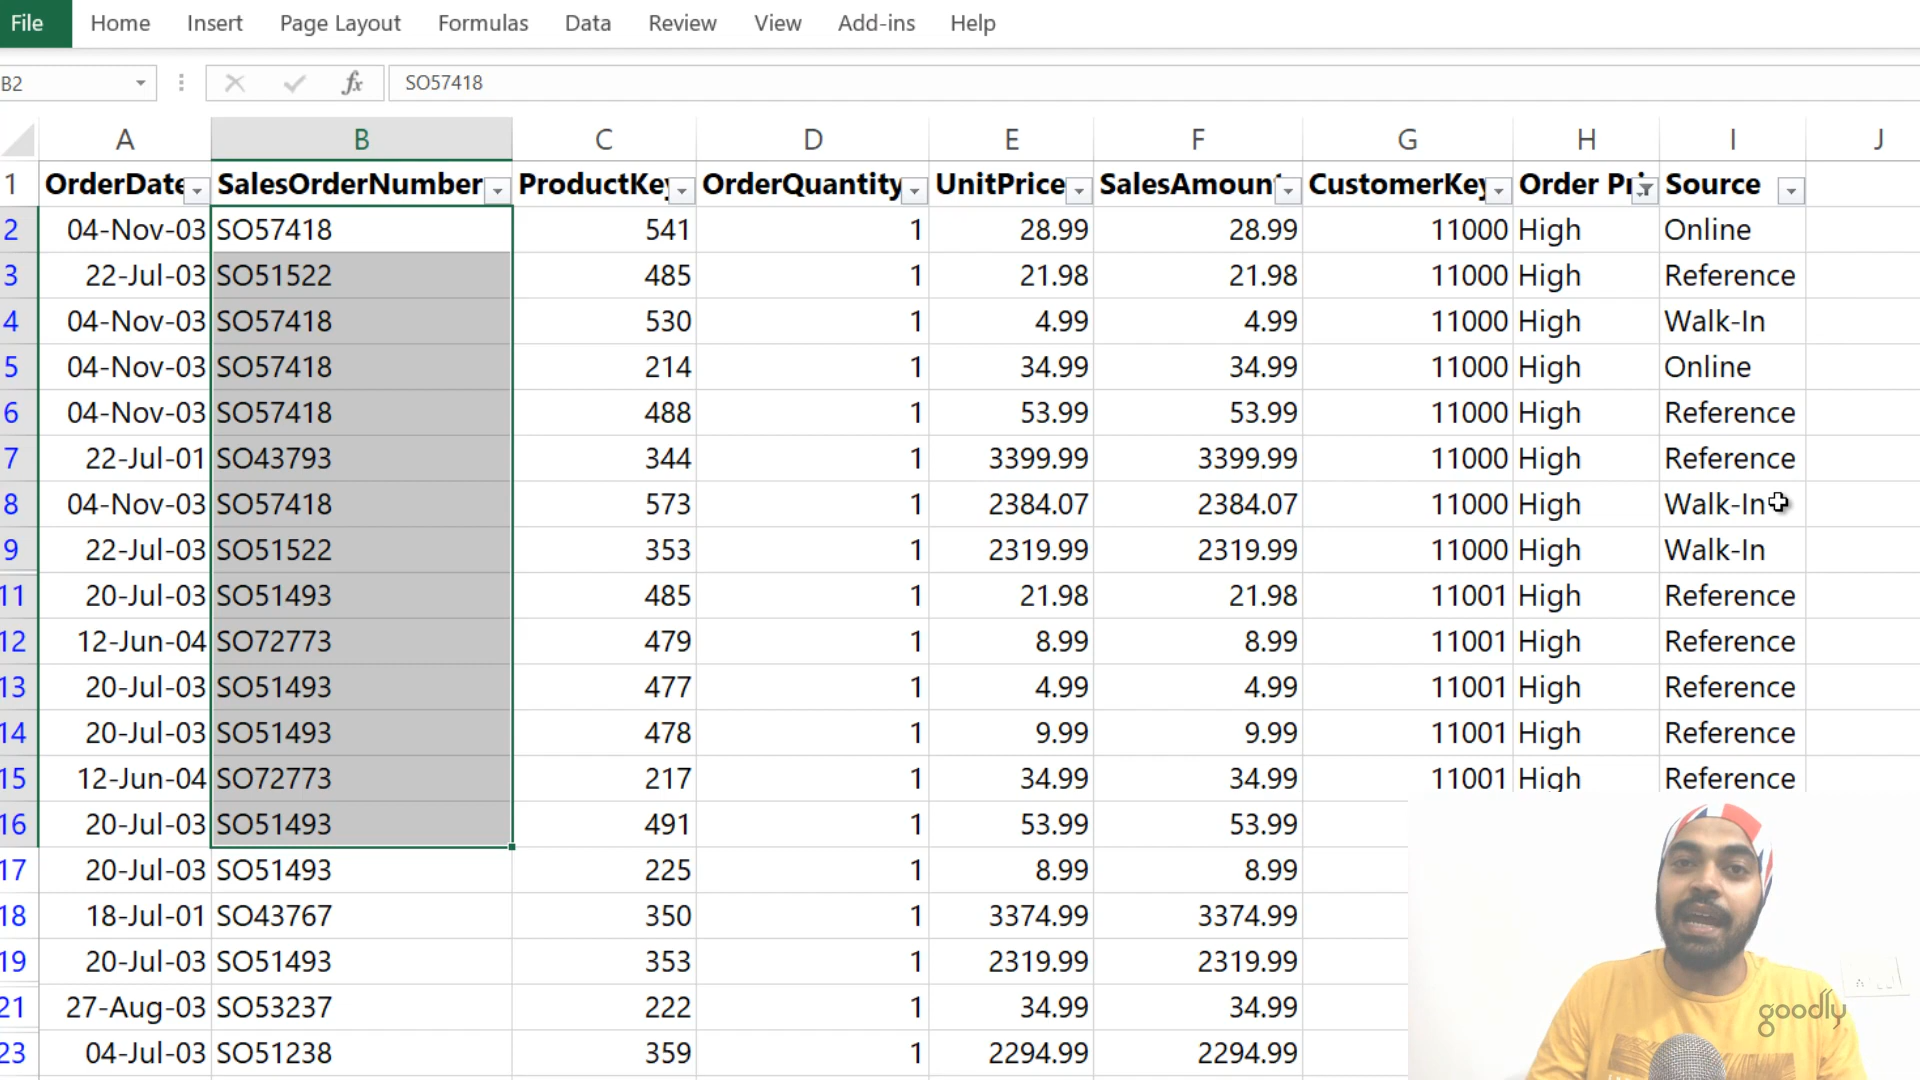 File Home Insert Page Layout Formulas Data Review View Add-ins Help
B2 fx SO57418
A B C D E F G H I J
1 OrderDate SalesOrderNumber ProductKey OrderQuantity UnitPrice SalesAmount CustomerKey Order Pri Source
2 04-Nov-03 SO57418 541 1 28.99 28.99 11000 High Online
3 22-Jul-03 SO51522 485 1 21.98 21.98 11000 High Reference
4 04-Nov-03 SO57418 530 1 4.99 4.99 11000 High Walk-In
5 04-Nov-03 SO57418 214 1 34.99 34.99 11000 High Online
6 04-Nov-03 SO57418 488 1 53.99 53.99 11000 High Reference
7 22-Jul-01 SO43793 344 1 3399.99 3399.99 11000 High Reference
8 04-Nov-03 SO57418 573 1 2384.07 2384.07 11000 High Walk-In
9 22-Jul-03 SO51522 353 1 2319.99 2319.99 11000 High Walk-In
11 20-Jul-03 SO51493 485 1 21.98 21.98 11001 High Reference
12 12-Jun-04 SO72773 479 1 8.99 8.99 11001 High Reference
13 20-Jul-03 SO51493 477 1 4.99 4.99 11001 High Reference
14 20-Jul-03 SO51493 478 1 9.99 9.99 11001 High Reference
15 12-Jun-04 SO72773 217 1 34.99 34.99 11001 High Reference
16 20-Jul-03 SO51493 491 1 53.99 53.99
17 20-Jul-03 SO51493 225 1 8.99 8.99
18 18-Jul-01 SO43767 350 1 3374.99 3374.99
19 20-Jul-03 SO51493 353 1 2319.99 2319.99
21 27-Aug-03 SO53237 222 1 34.99 34.99
23 04-Jul-03 SO51238 359 1 2294.99 2294.99
goodly